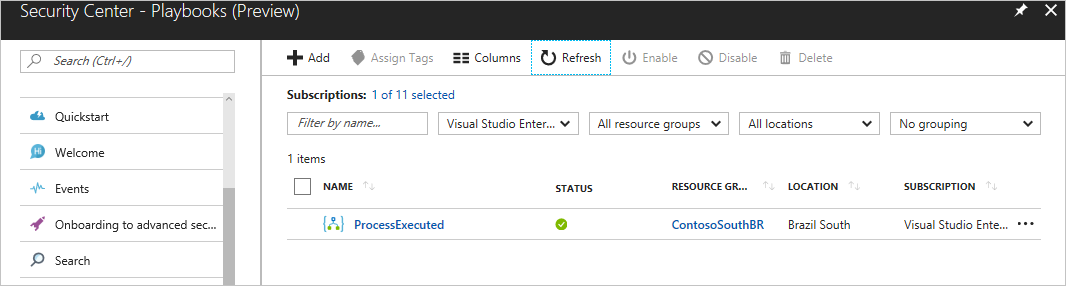 Security Center - Playbooks (Preview)
Search (Ctrl+/)
Quickstart
Welcome
Events
Onboarding to advanced sec...
Search
Add Assign Tags Columns Refresh Enable Disable Delete
Subscriptions: 1 of 11 selected
Filter by name... Visual Studio Enter... All resource groups All locations No grouping
1 items
NAME STATUS RESOURCE GR... LOCATION SUBSCRIPTION
ProcessExecuted ContosoSouthBR Brazil South Visual Studio Ente... ...